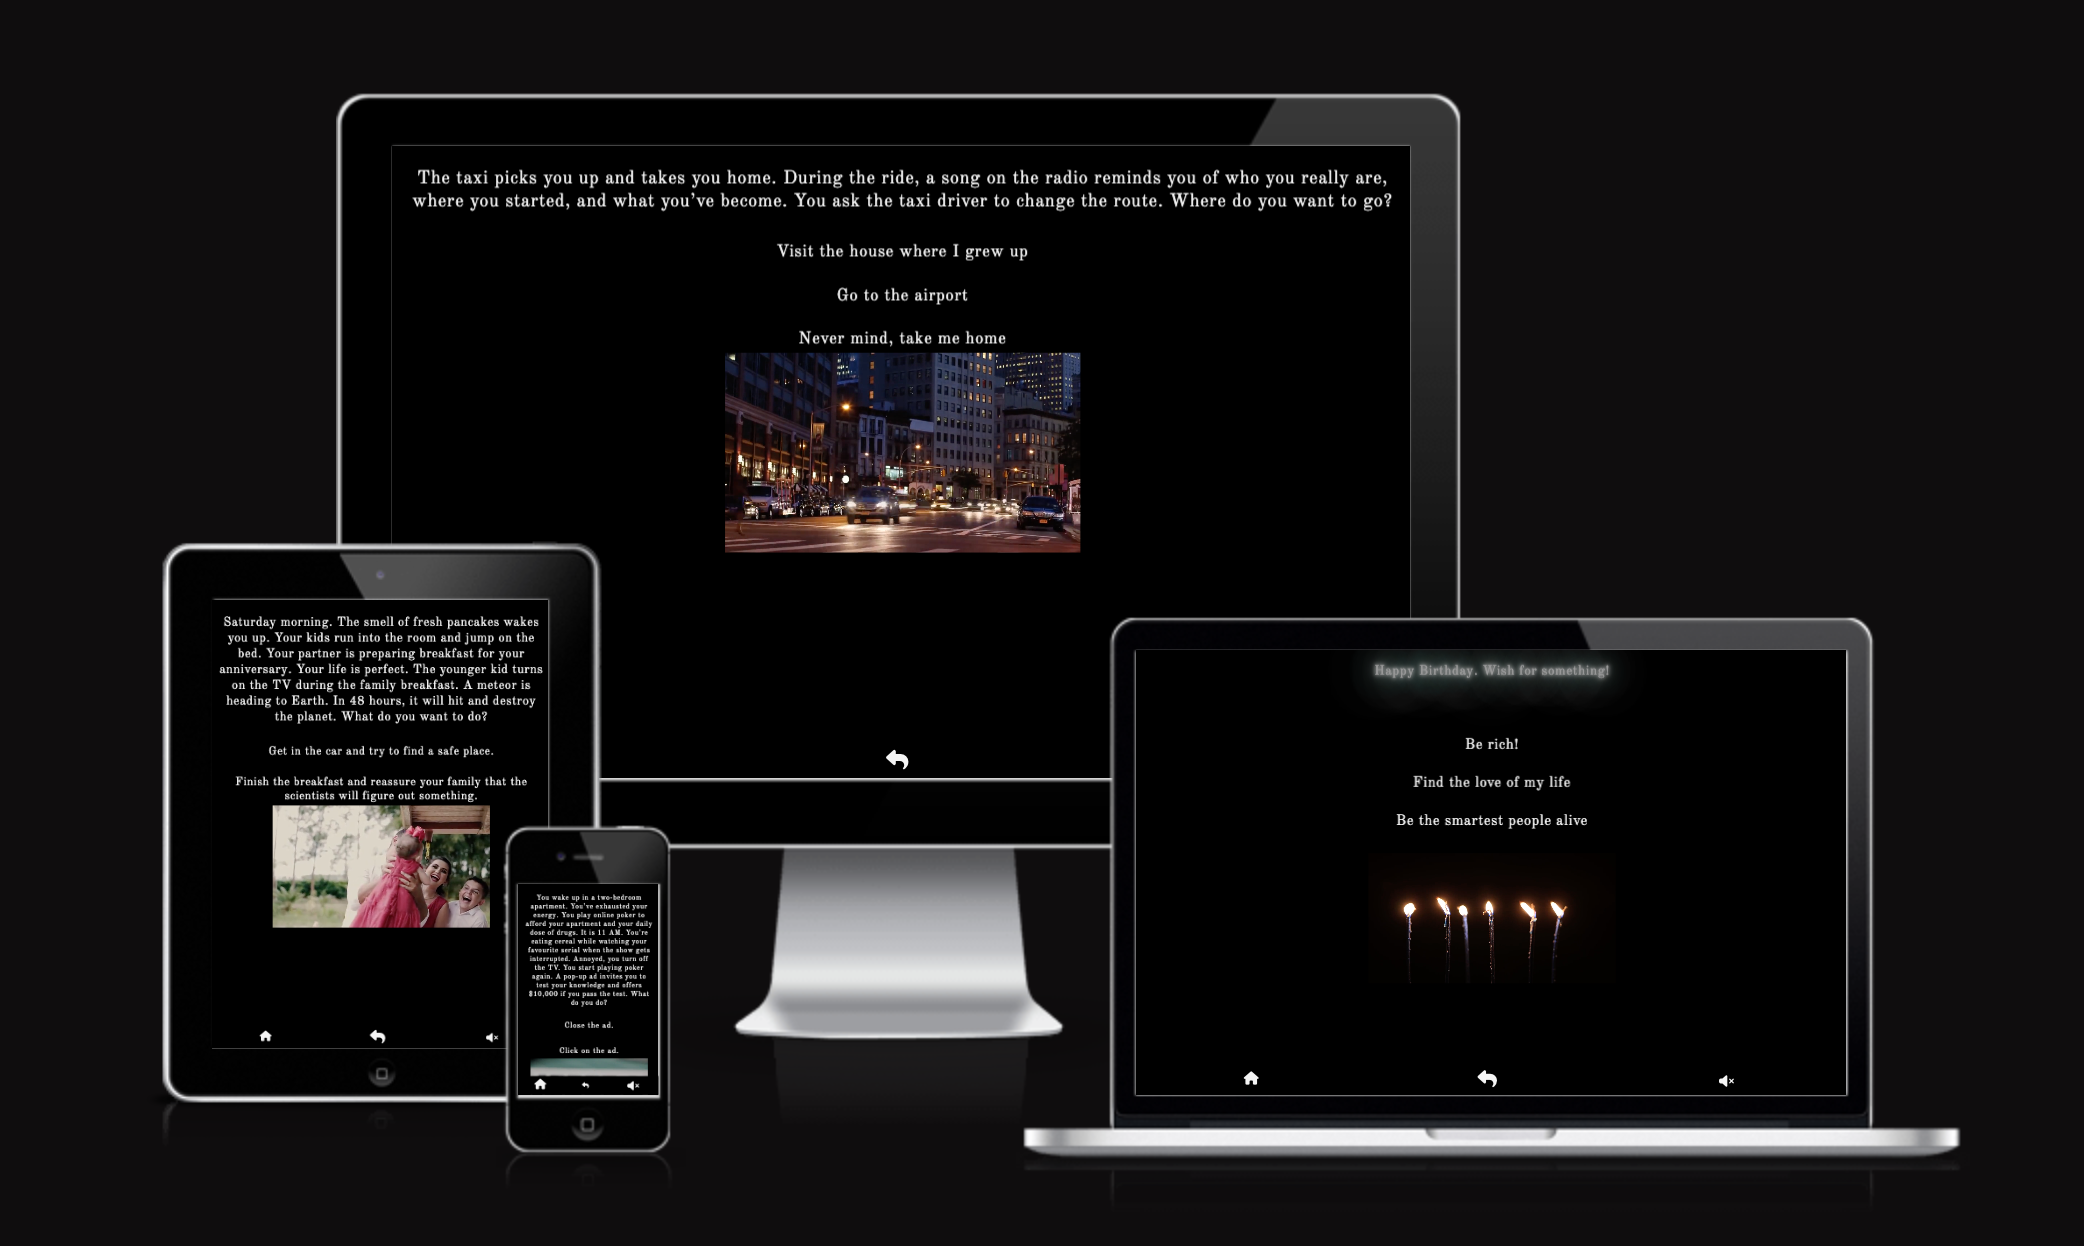 The taxi picks you up and takes you home. During the ride, a song on the radio reminds you of who you really are,
where you started, and what you've become. You ask the taxi driver to change the route. Where do you want to go?
Visit the house where I grew up
Go to the airport
Never mind, take me home
Saturday morning. The smell of fresh pancakes wakes
you up. Your kids run into the room and jump on the
bed. Your partner is preparing breakfast for your
anniversary. Your life is perfect. The younger kid turns
on the TV during the family breakfast. A meteor is
heading to Earth. In 48 hours, it will hit and destroy
the planet. What do you want to do?
Get in the car and try to find a safe place.
Finish the breakfast and reassure your family that the
scientists will figure out something.
You wake up in a two-bedroom
apartment. You've exhausted your
energy. You play online poker to
afford your apartment and your daily
dose of drugs. It is 11 AM. You're
eating cereal while watching your
favourite serial when the show gets
interrupted. Annoyed, you turn off
the TV. You start playing poker
again. A pop-up ad invites you to
test your knowledge and offers
$10,000 if you pass the test. What
do you do?
Close the ad.
Click on the ad.
Happy Birthday. Wish for something!
Be rich!
Find the love of my life
Be the smartest people alive